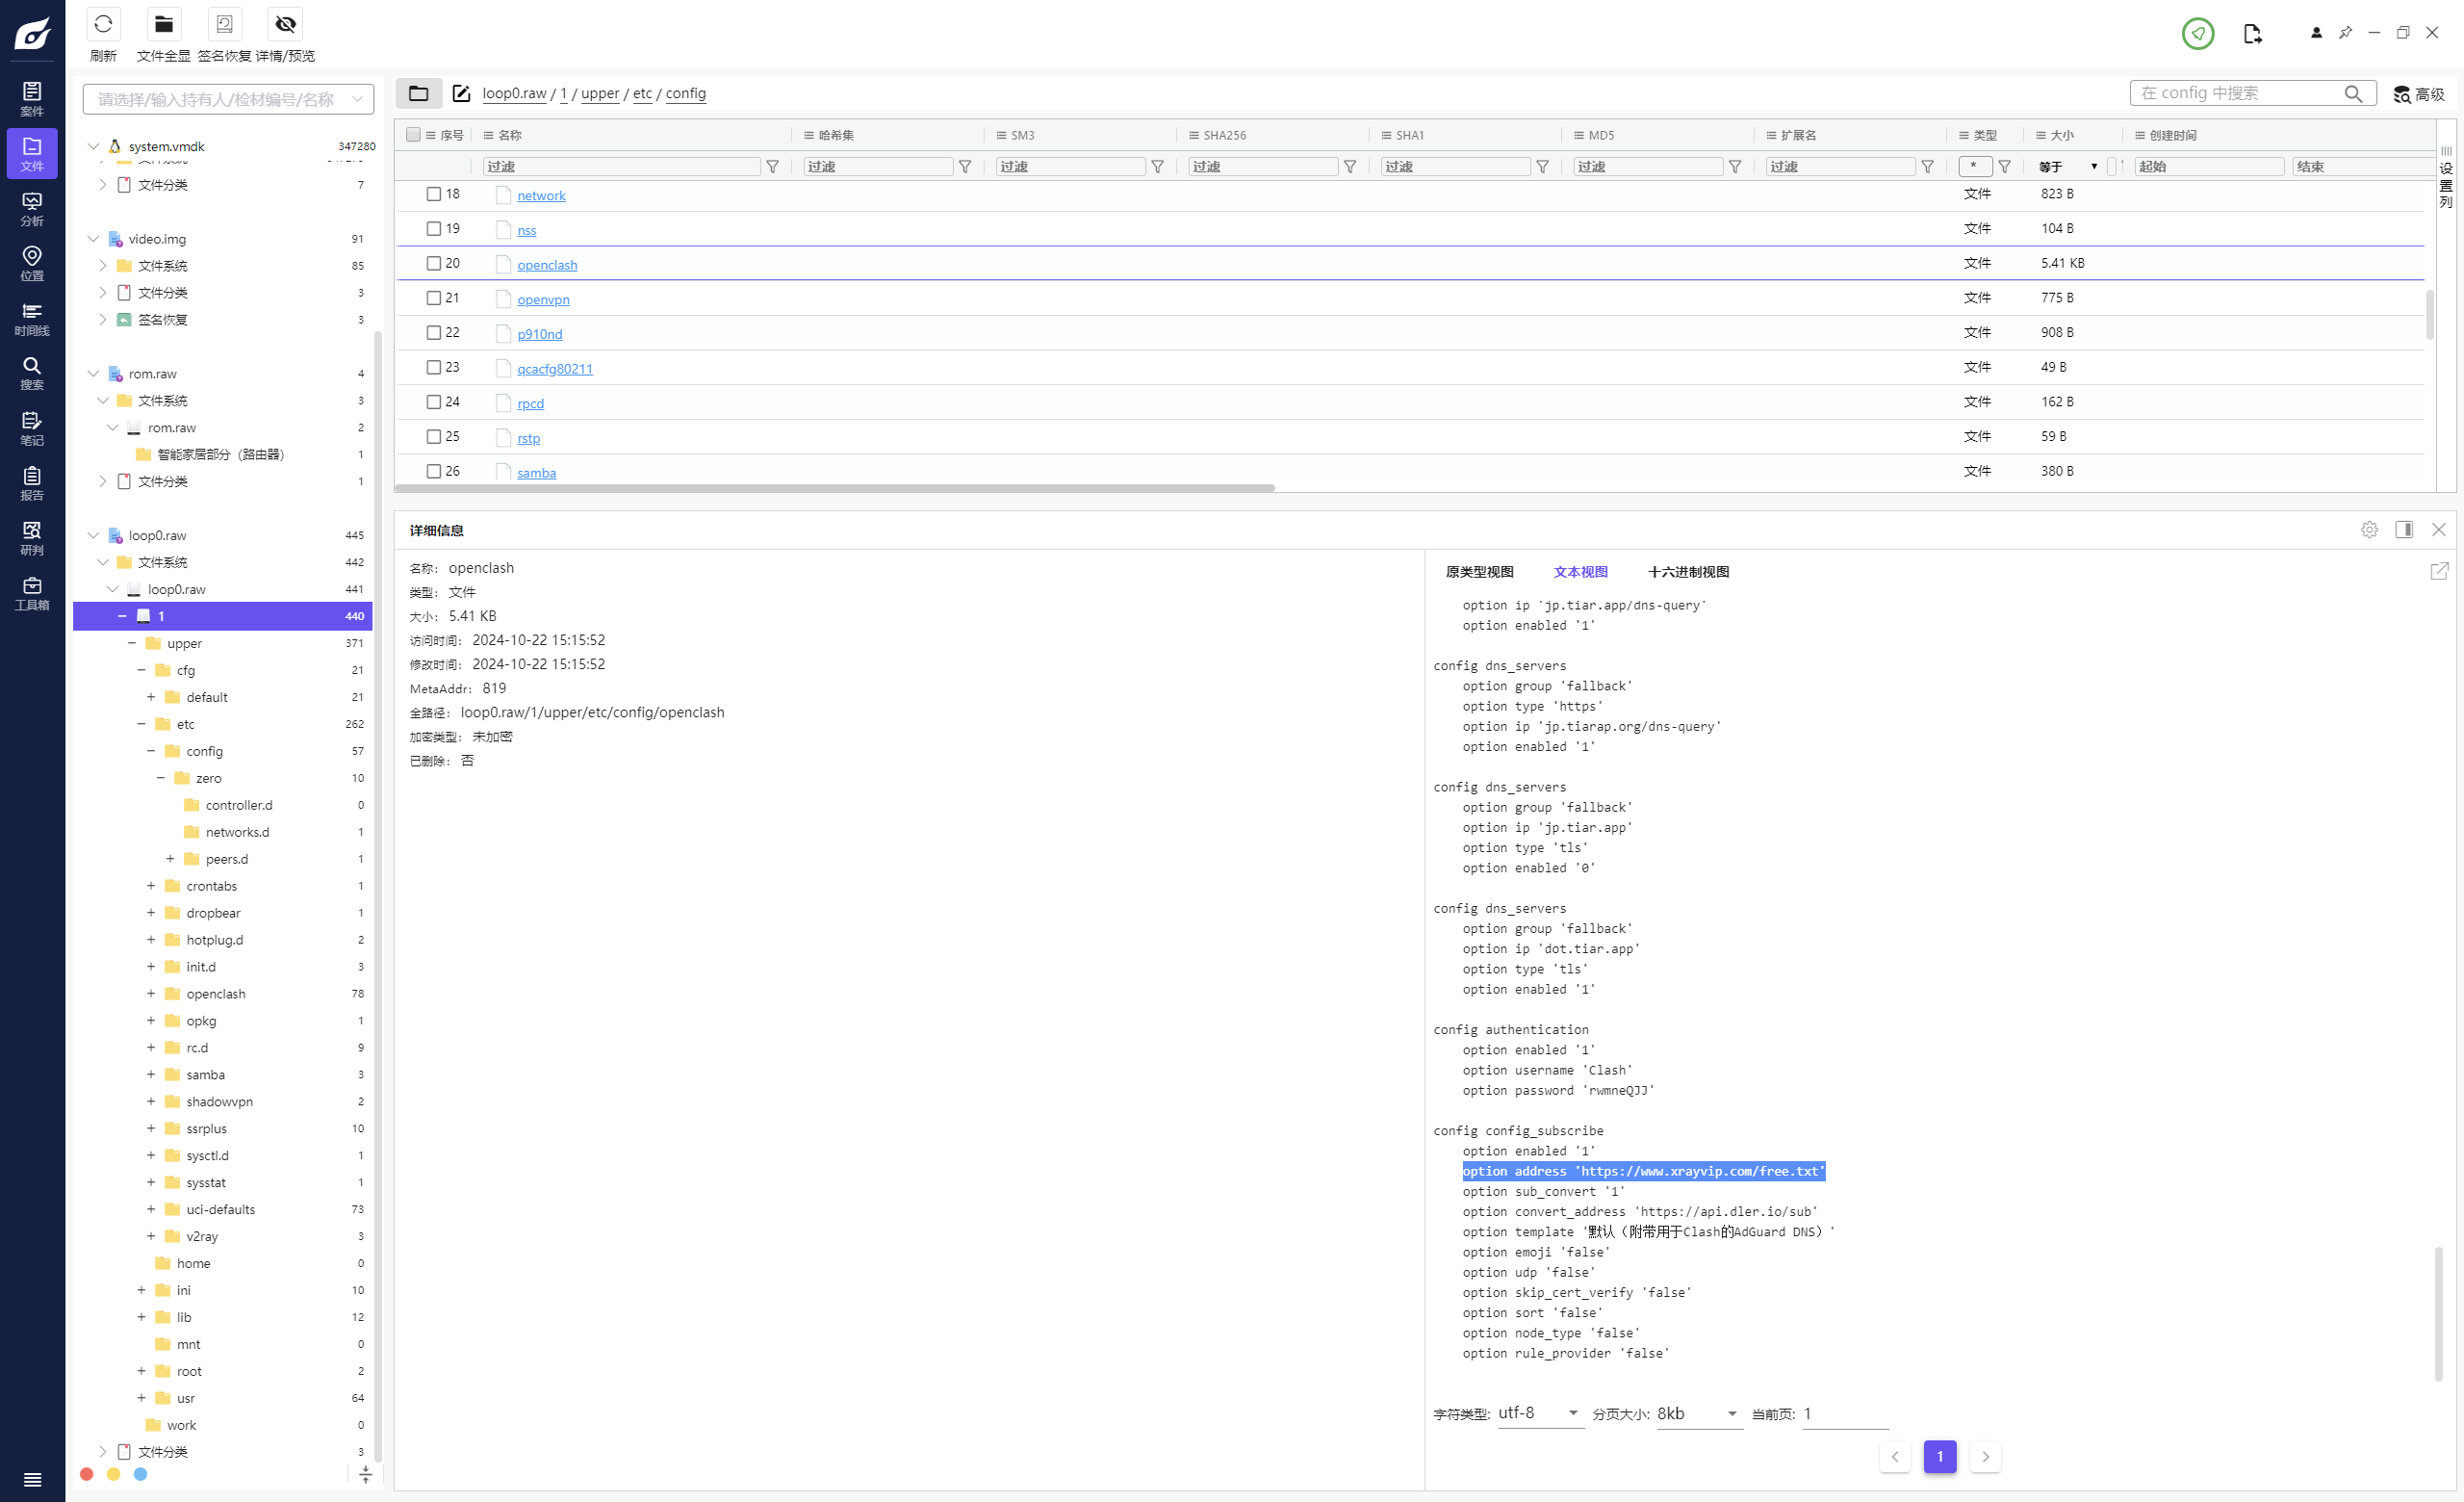 刷新
文件全显
签名恢复
详情/预览
案件
文件
分析
位置
时间线
搜索
笔记
报告
研判
工具箱
请选择/输入持有人/检材编号/名称
system.vmdk 347280
文件分类 7
video.img 91
文件系统 85
文件分类 3
签名恢复 3
rom.raw 4
文件系统 3
rom.raw 2
智能家居部分（路由器） 1
文件分类 1
loop0.raw 445
文件系统 442
loop0.raw 441
1 440
upper 371
cfg 21
default 21
etc 262
config 57
zero 10
controller.d 0
networks.d 1
peers.d 1
crontabs 1
dropbear 1
hotplug.d 2
init.d 3
openclash 78
opkg 1
rc.d 9
samba 3
shadowvpn 2
ssrplus 10
sysctl.d 1
sysstat 1
uci-defaults 73
v2ray 3
home 0
ini 10
lib 12
mnt 0
root 2
usr 64
work 0
文件分类 3
loop0.raw / 1 / upper / etc / config
在 config 中搜索
高级
序号 名称 哈希集 SM3 SHA256 SHA1 MD5 扩展名 类型 大小 创建时间
过滤 过滤 过滤 过滤 过滤 过滤 过滤 * 等于 起始 结束
设置列
18 network 文件 823 B
19 nss 文件 104 B
20 openclash 文件 5.41 KB
21 openvpn 文件 775 B
22 p910nd 文件 908 B
23 qcacfg80211 文件 49 B
24 rpcd 文件 162 B
25 rstp 文件 59 B
26 samba 文件 380 B
详细信息
名称： openclash
类型： 文件
大小： 5.41 KB
访问时间： 2024-10-22 15:15:52
修改时间： 2024-10-22 15:15:52
MetaAddr： 819
全路径： loop0.raw/1/upper/etc/config/openclash
加密类型： 未加密
已删除： 否
原类型视图 文本视图 十六进制视图
option ip 'jp.tiar.app/dns-query'
option enabled '1'
config dns_servers
option group 'fallback'
option type 'https'
option ip 'jp.tiarap.org/dns-query'
option enabled '1'
config dns_servers
option group 'fallback'
option ip 'jp.tiar.app'
option type 'tls'
option enabled '0'
config dns_servers
option group 'fallback'
option ip 'dot.tiar.app'
option type 'tls'
option enabled '1'
config authentication
option enabled '1'
option username 'Clash'
option password 'rwmneQJJ'
config config_subscribe
option enabled '1'
option address 'https://www.xrayvip.com/free.txt'
option sub_convert '1'
option convert_address 'https://api.dler.io/sub'
option template '默认（附带用于Clash的AdGuard DNS）'
option emoji 'false'
option udp 'false'
option skip_cert_verify 'false'
option sort 'false'
option node_type 'false'
option rule_provider 'false'
字符类型: utf-8 分页大小: 8kb 当前页: 1
1